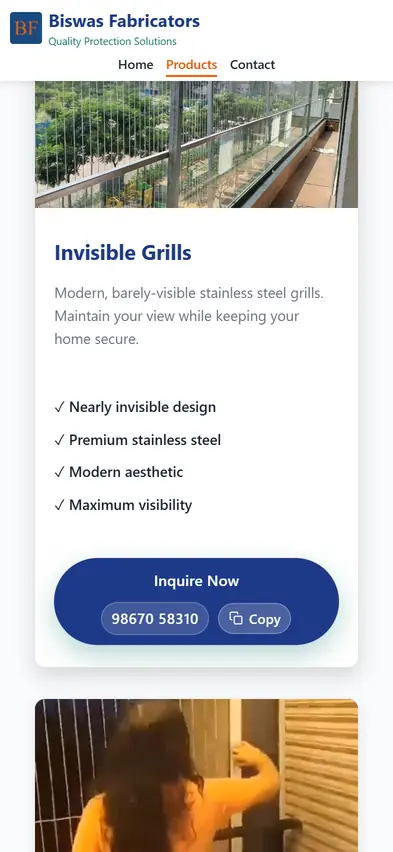 BF
Biswas Fabricators
Quality Protection Solutions
Home Products Contact
Invisible Grills
Modern, barely-visible stainless steel grills.
Maintain your view while keeping your
home secure.
✓ Nearly invisible design
✓ Premium stainless steel
✓ Modern aesthetic
✓ Maximum visibility
Inquire Now
98670 58310 Copy